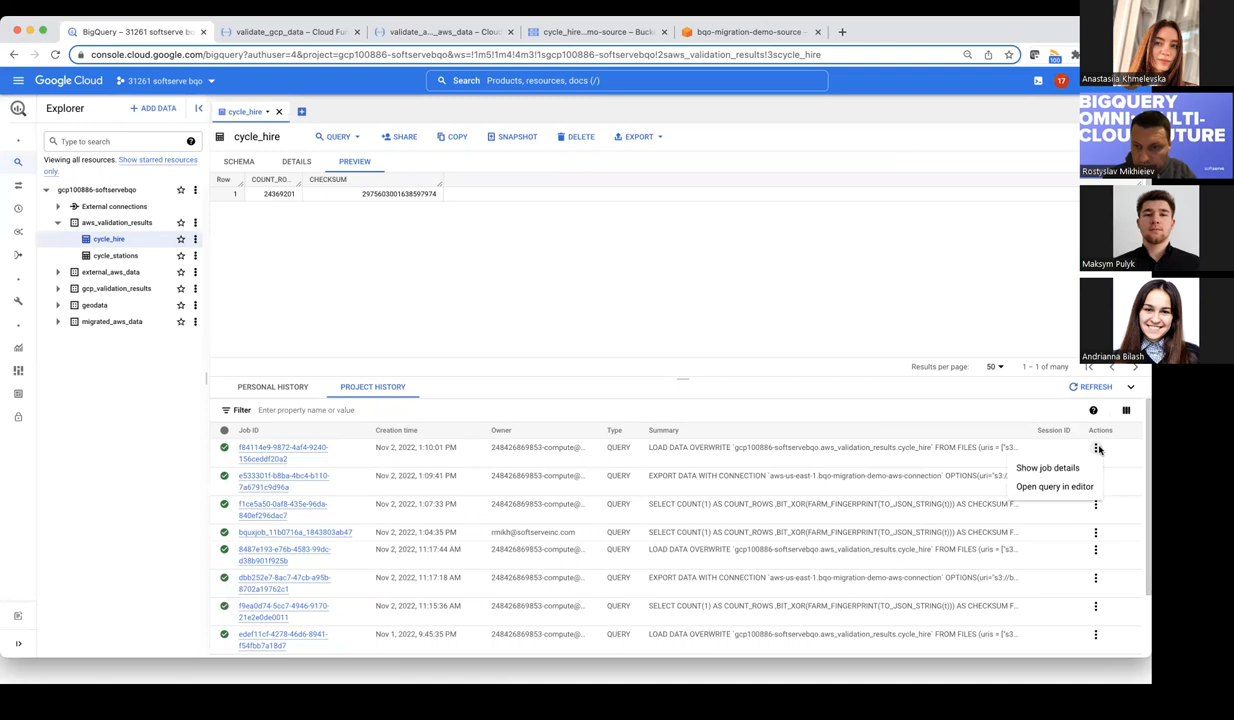 BigQuery – 31261 softserve bqo
validate_gcp_data – Cloud Fun
validate_a..._aws_data – Cloud
cycle_hire...mo-source – Buck
bqo-migration-demo-source –
console.cloud.google.com/bigquery?authuser=4&project=gcp100886-softservebqo&ws=!1m5!1m4!4m3!1sgcp100886-softservebqo!2saws_validation_results!3scycle_hire
100
Google Cloud
31261 softserve bqo
Search Products, resources, docs (/)
17
Anastasiia Khmelevska
Explorer
+ ADD DATA
cycle_hire
Type to search
Viewing all resources. Show starred resources
only.
cycle_hire
QUERY
SHARE
COPY
SNAPSHOT
DELETE
EXPORT
SCHEMA
DETAILS
PREVIEW
Row COUNT_RO... CHECKSUM
1 24369201 2975603001638597974
gcp100886-softservebqo
External connections
aws_validation_results
cycle_hire
cycle_stations
external_aws_data
gcp_validation_results
geodata
migrated_aws_data
BIGQUERY
OMNI: MULTI-
CLOUD FUTURE
softserve
Rostyslav Mikhieiev
Maksym Pulyk
Andrianna Bilash
Results per page: 50 1 – 1 of many
PERSONAL HISTORY
PROJECT HISTORY
REFRESH
Filter Enter property name or value
Job ID Creation time Owner Type Summary Session ID Actions
f84114e9-9872-4af4-9240- Nov 2, 2022, 1:10:01 PM 248426869853-compute@... QUERY LOAD DATA OVERWRITE `gcp100886-softservebqo.aws_validation_results.cycle_hire` FROM FILES (uris = ["s3...
156ceddf20a2
Show job details
Open query in editor
e533301f-b8ba-4bc4-b110- Nov 2, 2022, 1:09:41 PM 248426869853-compute@... QUERY EXPORT DATA WITH CONNECTION `aws-us-east-1.bqo-migration-demo-aws-connection` OPTIONS(uri="s3:/
7a6791c9d96a
f1ce5a50-0af8-435e-96da- Nov 2, 2022, 1:07:33 PM 248426869853-compute@... QUERY SELECT COUNT(1) AS COUNT_ROWS ,BIT_XOR(FARM_FINGERPRINT(TO_JSON_STRING(t))) AS CHECKSUM F...
840ef296dac7
bquxjob_11b0716a_1843803ab47 Nov 2, 2022, 1:04:35 PM rmikh@softserveinc.com QUERY SELECT COUNT(1) AS COUNT_ROWS ,BIT_XOR(FARM_FINGERPRINT(TO_JSON_STRING(t))) AS CHECKSUM F...
8487e193-e76b-4583-99dc- Nov 2, 2022, 11:17:44 AM 248426869853-compute@... QUERY LOAD DATA OVERWRITE `gcp100886-softservebqo.aws_validation_results.cycle_hire` FROM FILES (uris = ["s3...
d38b901f925b
dbb252e7-8ac7-47cb-a95b- Nov 2, 2022, 11:17:18 AM 248426869853-compute@... QUERY EXPORT DATA WITH CONNECTION `aws-us-east-1.bqo-migration-demo-aws-connection` OPTIONS(uri="s3://b...
8702a19762c1
f9ea0d74-5cc7-4946-9170- Nov 2, 2022, 11:15:36 AM 248426869853-compute@... QUERY SELECT COUNT(1) AS COUNT_ROWS ,BIT_XOR(FARM_FINGERPRINT(TO_JSON_STRING(t))) AS CHECKSUM F...
21e2e0de0011
edef11cf-4278-46d6-8941- Nov 1, 2022, 9:45:35 PM 248426869853-compute@... QUERY LOAD DATA OVERWRITE `gcp100886-softservebqo.aws_validation_results.cycle_hire` FROM FILES (uris = ["s3...
f54fbb7a18d7